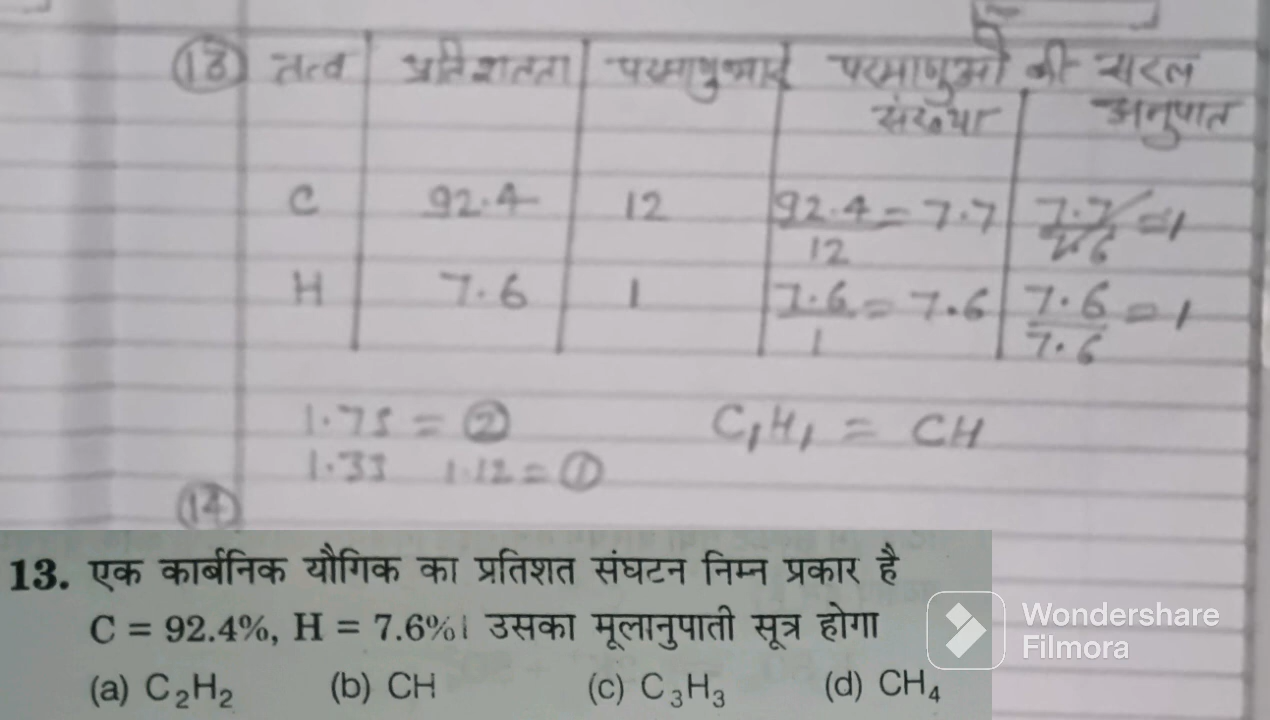 (13) तत्व प्रतिशतता परमाणुभार परमाणुओं की सरल
संख्या अनुपात
C 92.4 12 92.4/12 = 7.7 7.7/7.6 = 1
H 7.6 1 7.6/1 = 7.6 7.6/7.6 = 1
1.75 = (2) C₁H₁ = CH
1.33 1.12 = (1)
(14)
13. एक कार्बनिक यौगिक का प्रतिशत संघटन निम्न प्रकार है
C = 92.4%, H = 7.6%। उसका मूलानुपाती सूत्र होगा
(a) C₂H₂ (b) CH (c) C₃H₃ (d) CH₄
Wondershare
Filmora